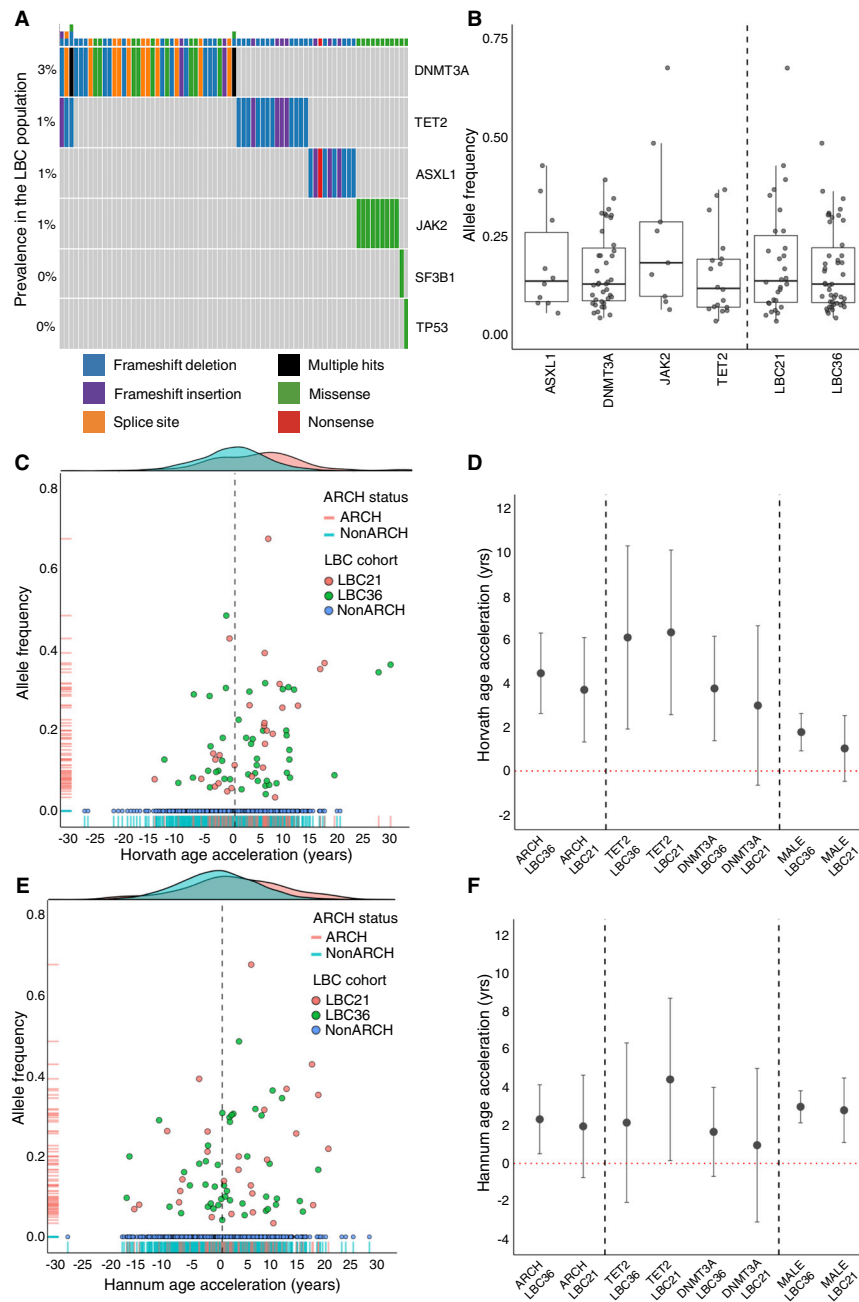 A
Prevalence in the LBC population
3%
DNMT3A
1%
TET2
1%
ASXL1
1%
JAK2
0%
SF3B1
0%
TP53
Frameshift deletion
Multiple hits
Frameshift insertion
Missense
Splice site
Nonsense
B
Allele frequency
0.75
0.50
0.25
0.00
ASXL1
DNMT3A
JAK2
TET2
LBC21
LBC36
C
Allele frequency
0.8
0.6
0.4
0.2
0.0
ARCH status
ARCH
NonARCH
LBC cohort
LBC21
LBC36
NonARCH
-30 -25 -20 -15 -10 -5 0 5 10 15 20 25 30
Horvath age acceleration (years)
D
Horvath age acceleration (yrs)
12
10
8
6
4
2
0
-2
ARCH LBC36
ARCH LBC21
TET2 LBC36
TET2 LBC21
DNMT3A LBC36
DNMT3A LBC21
MALE LBC36
MALE LBC21
E
Allele frequency
0.8
0.6
0.4
0.2
0.0
ARCH status
ARCH
NonARCH
LBC cohort
LBC21
LBC36
NonARCH
-30 -25 -20 -15 -10 -5 0 5 10 15 20 25 30
Hannum age acceleration (years)
F
Hannum age acceleration (yrs)
12
10
8
6
4
2
0
-2
-4
ARCH LBC36
ARCH LBC21
TET2 LBC36
TET2 LBC21
DNMT3A LBC36
DNMT3A LBC21
MALE LBC36
MALE LBC21